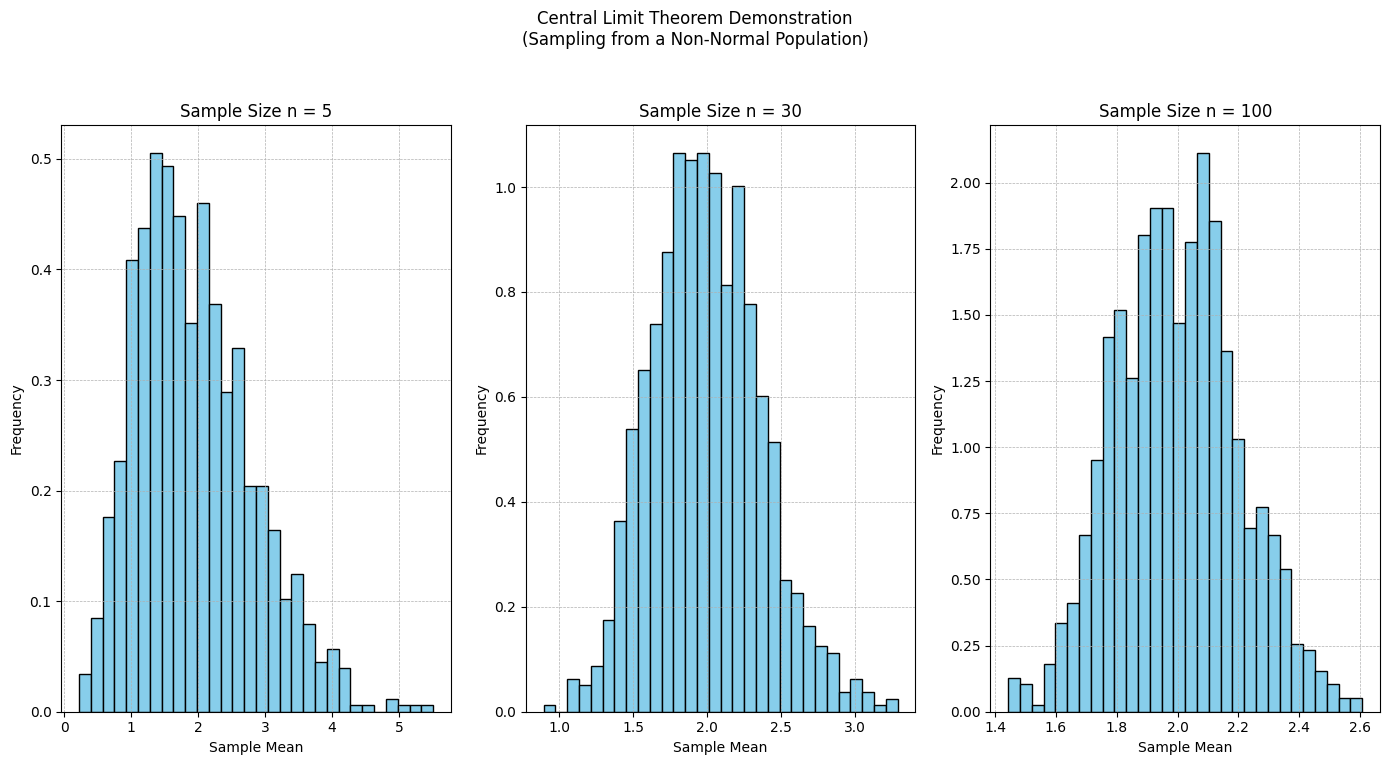 Central Limit Theorem Demonstration
(Sampling from a Non-Normal Population)
Sample Size n = 5
Frequency
0.5
0.4
0.3
0.2
0.1
0.0
0 1 2 3 4 5
Sample Mean
Sample Size n = 30
Frequency
1.0
0.8
0.6
0.4
0.2
0.0
1.0 1.5 2.0 2.5 3.0
Sample Mean
Sample Size n = 100
Frequency
2.00
1.75
1.50
1.25
1.00
0.75
0.50
0.25
0.00
1.4 1.6 1.8 2.0 2.2 2.4 2.6
Sample Mean